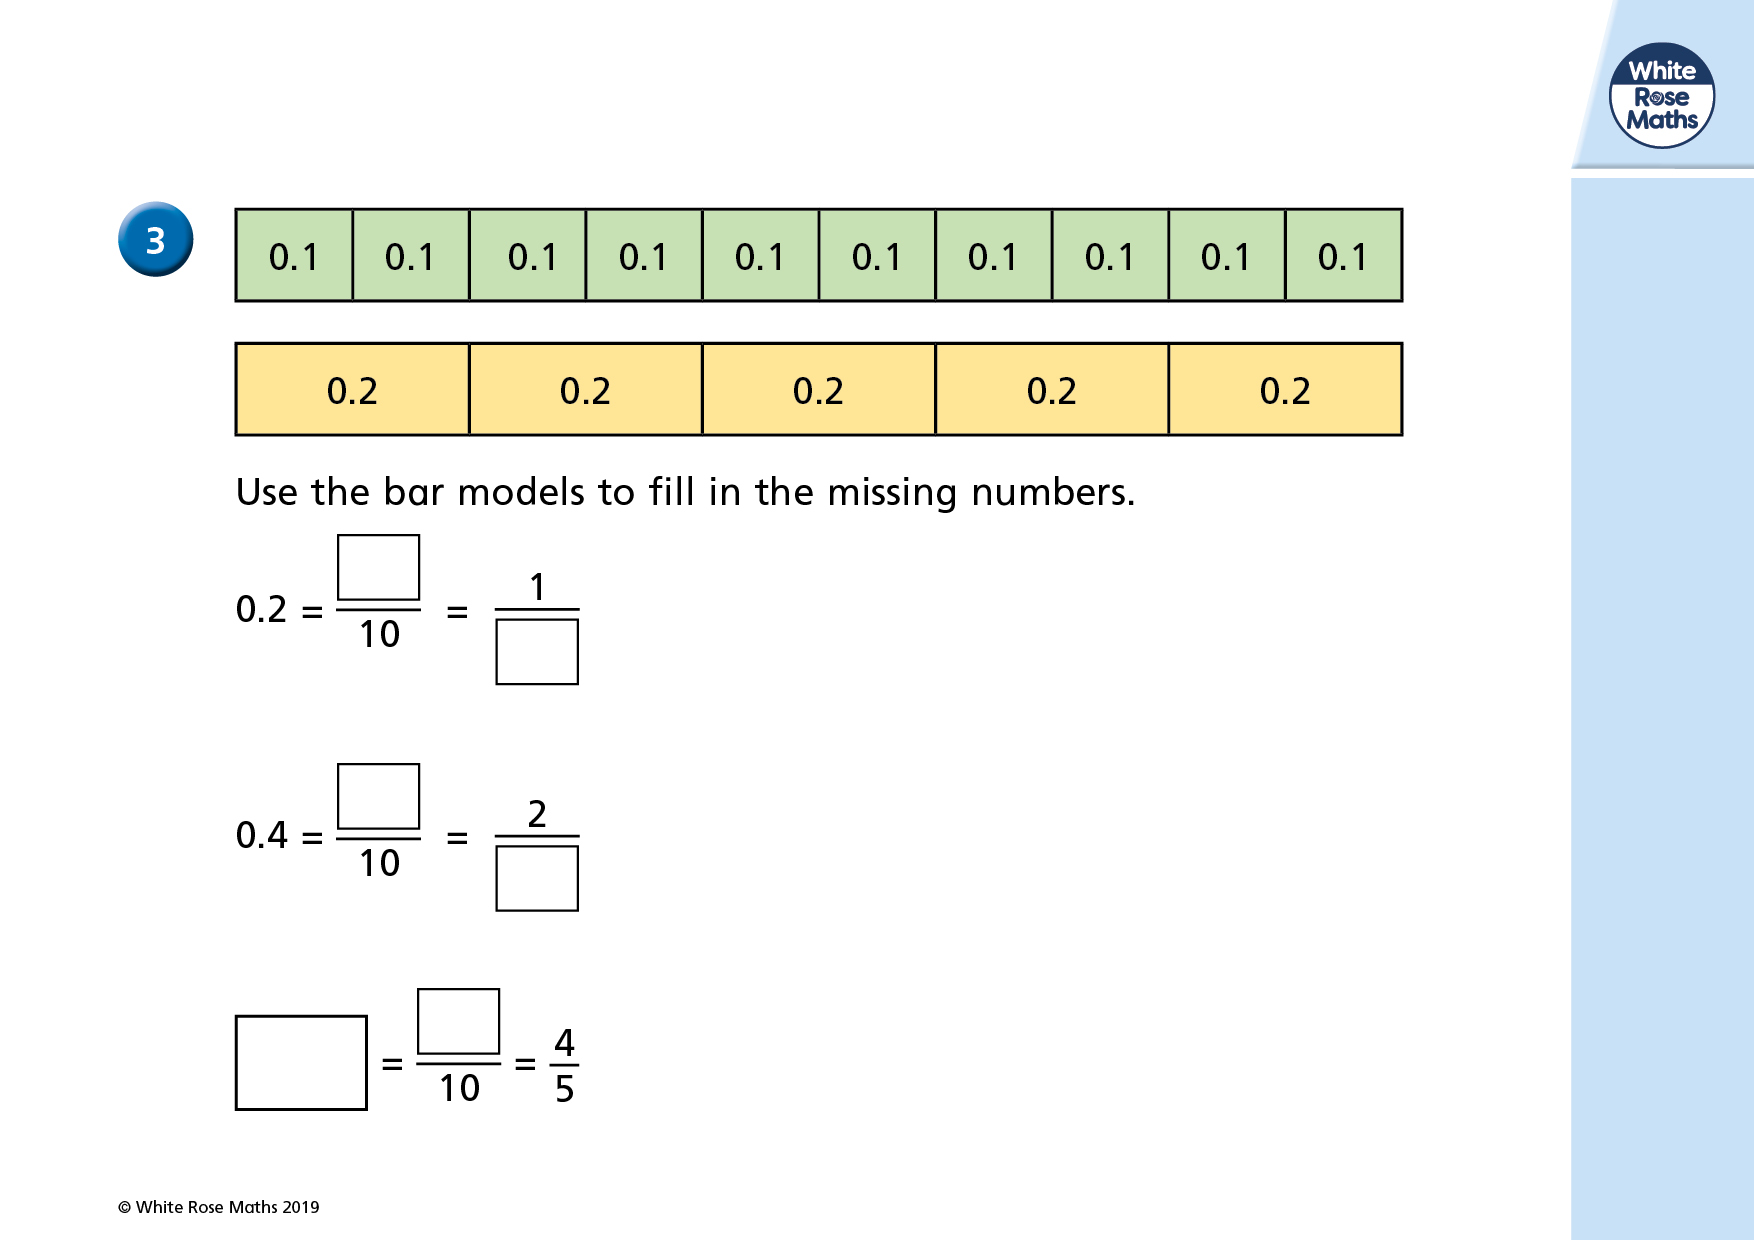 White
Rose
Maths
3
0.1 0.1 0.1 0.1 0.1 0.1 0.1 0.1 0.1 0.1
0.2 0.2 0.2 0.2 0.2
Use the bar models to fill in the missing numbers.
0.2 = /10 = 1/
0.4 = /10 = 2/
= /10 = 4/5
© White Rose Maths 2019